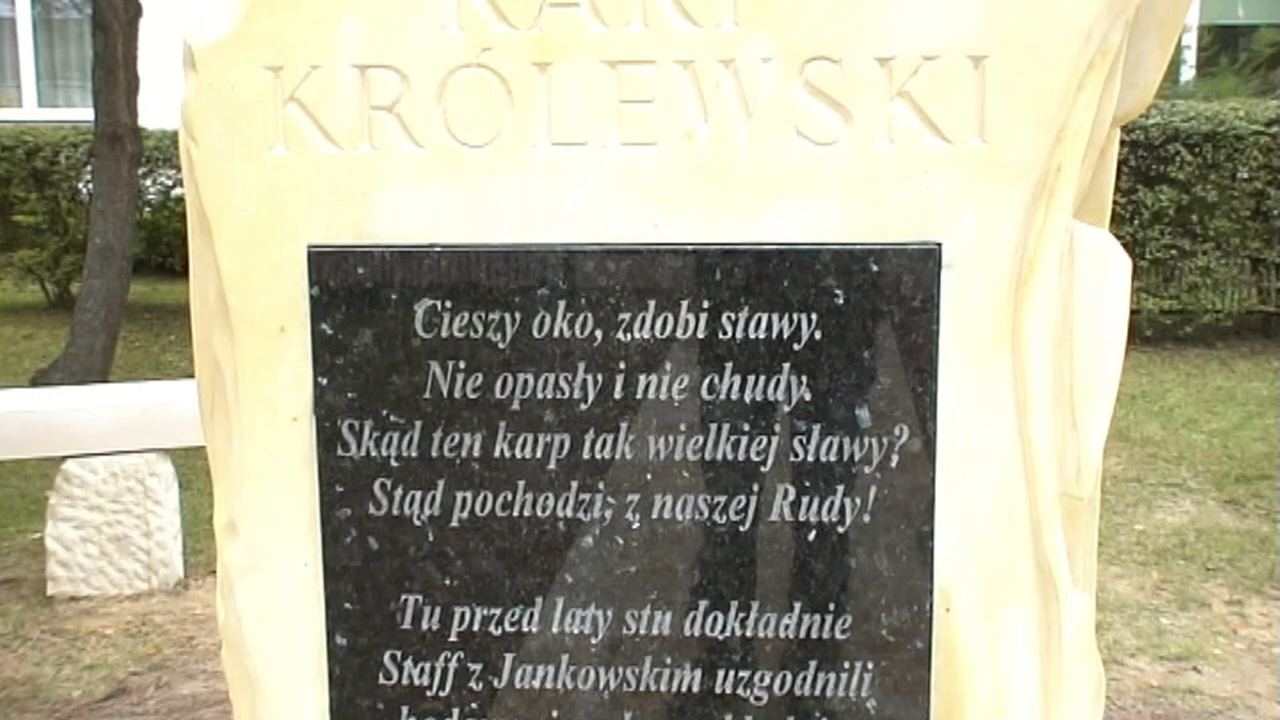 KARP
KRÓLEWSKI
Cieszy oko, zdobi stawy.
Nie opasły i nie chudy.
Skąd ten karp tak wielkiej sławy?
Stąd pochodzi; z naszej Rudy!
Tu przed laty stu dokładnie
Staff z Jankowskim uzgodnili